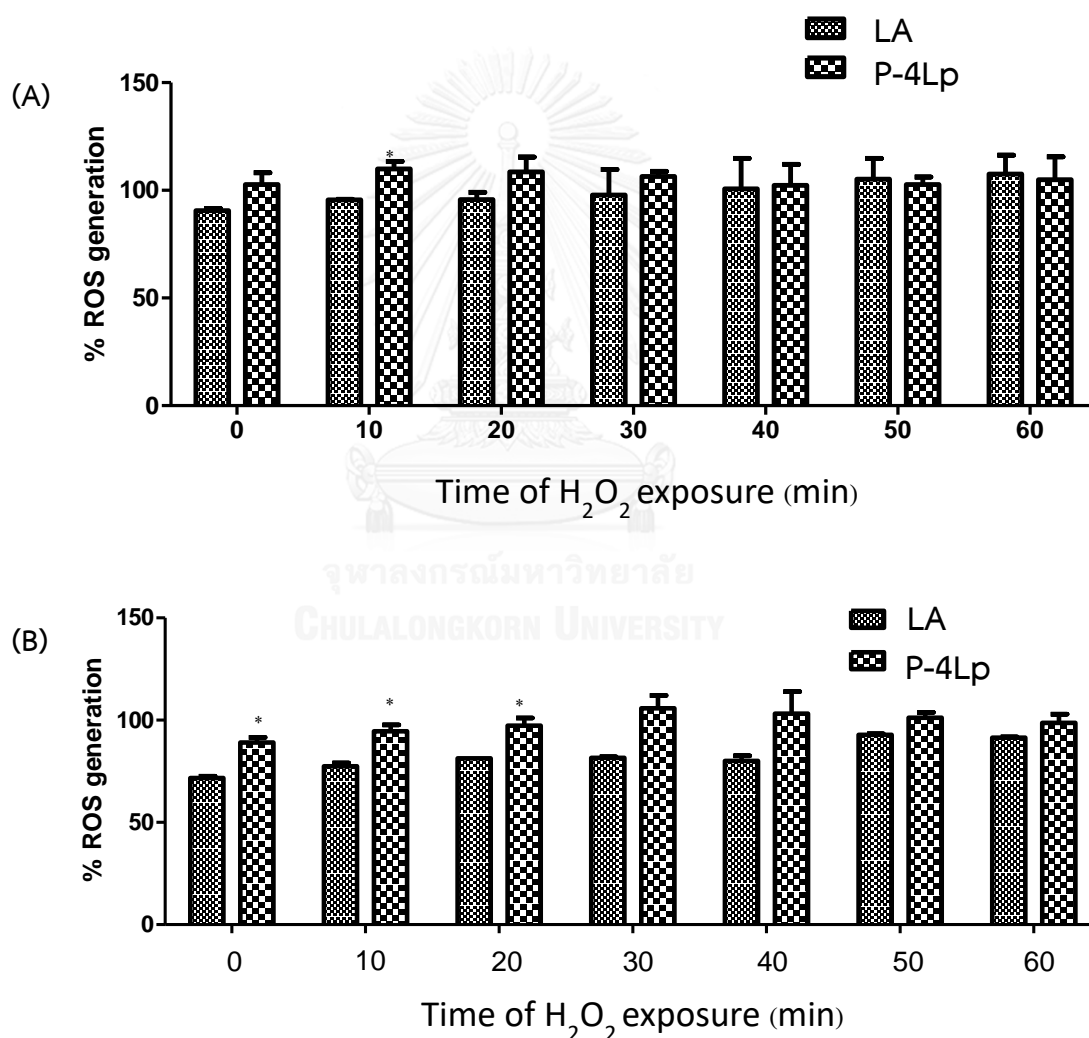 LA
P-4Lp
(A)
% ROS generation
150
100
50
0
0 10 20 30 40 50 60
Time of H₂O₂ exposure (min)
*
จุฬาลงกรณ์มหาวิทยาลัย
CHULALONGKORN UNIVERSITY
(B)
LA
P-4Lp
% ROS generation
150
100
50
0
* * *
0 10 20 30 40 50 60
Time of H₂O₂ exposure (min)